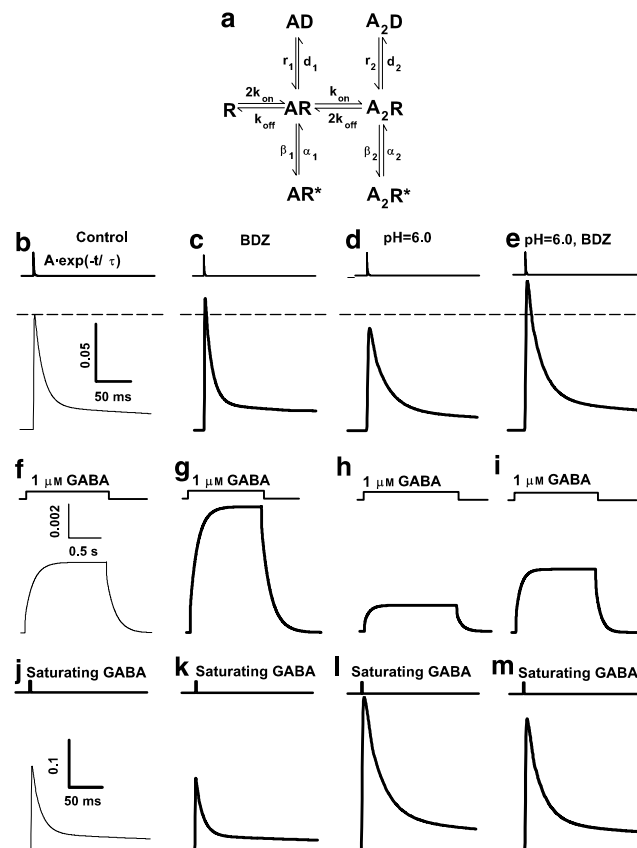 a
AD A₂D
r₁ d₁ r₂ d₂
2kon kon
R AR A₂R
koff 2koff
β₁ α₁ β₂ α₂
AR* A₂R*
b Control
A·exp(-t/ τ)
c BDZ
d pH=6.0
e pH=6.0, BDZ
0.05
50 ms
f 1 μM GABA
g 1 μM GABA
h 1 μM GABA
i 1 μM GABA
0.002
0.5 s
j Saturating GABA
k Saturating GABA
l Saturating GABA
m Saturating GABA
0.1
50 ms